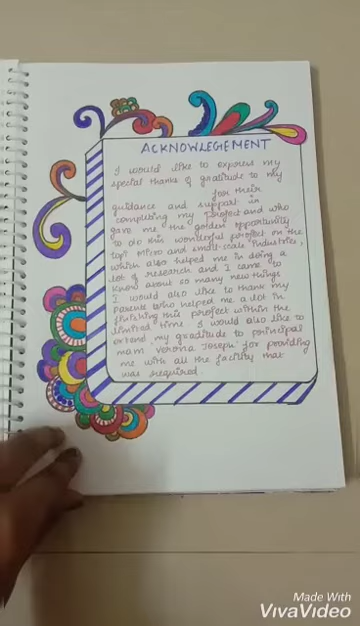 ACKNOWLEGEMENT
I would like to express my
special thanks of gratitude to my
for their
guidance and support in
completing my project and who
gave me the golden opportunity
to do this wonderful project on the
topic Micro and small-scale industries,
which also helped me in doing a
lot of research and I came to
know about so many new things
I would also like to thank my
parents who helped me a lot in
finishing this project within the
limited time. I would also like to
extend my gratitude to principal
mam Verona Joseph for providing
me with all the facility that
was required.
Made With
VivaVideo